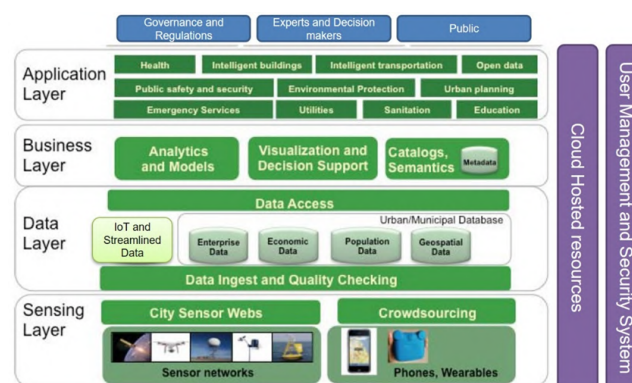 Governance and
Regulations
Experts and Decision
makers
Public
Application
Layer
Health
Intelligent buildings
Intelligent transportation
Open data
Public safety and security
Environmental Protection
Urban planning
Emergency Services
Utilities
Sanitation
Education
Business
Layer
Analytics
and Models
Visualization and
Decision Support
Catalogs,
Semantics
Metadata
Data
Layer
Data Access
IoT and
Streamlined
Data
Urban/Municipal Database
Enterprise
Data
Economic
Data
Population
Data
Geospatial
Data
Data Ingest and Quality Checking
Sensing
Layer
City Sensor Webs
Crowdsourcing
Sensor networks
Phones, Wearables
Cloud Hosted resources
User Management and Security System